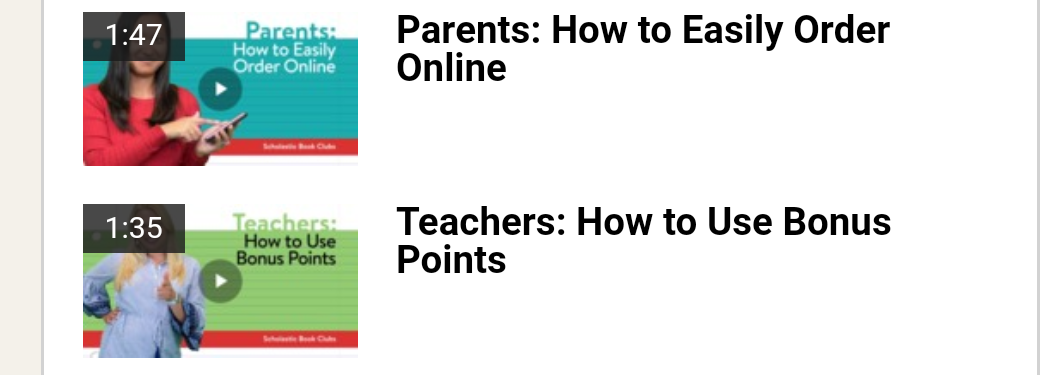 1:47
Parents:
How to Easily
Order Online
Scholastic Book Clubs
Parents: How to Easily Order
Online
1:35
Teachers:
How to Use
Bonus Points
Scholastic Book Clubs
Teachers: How to Use Bonus
Points